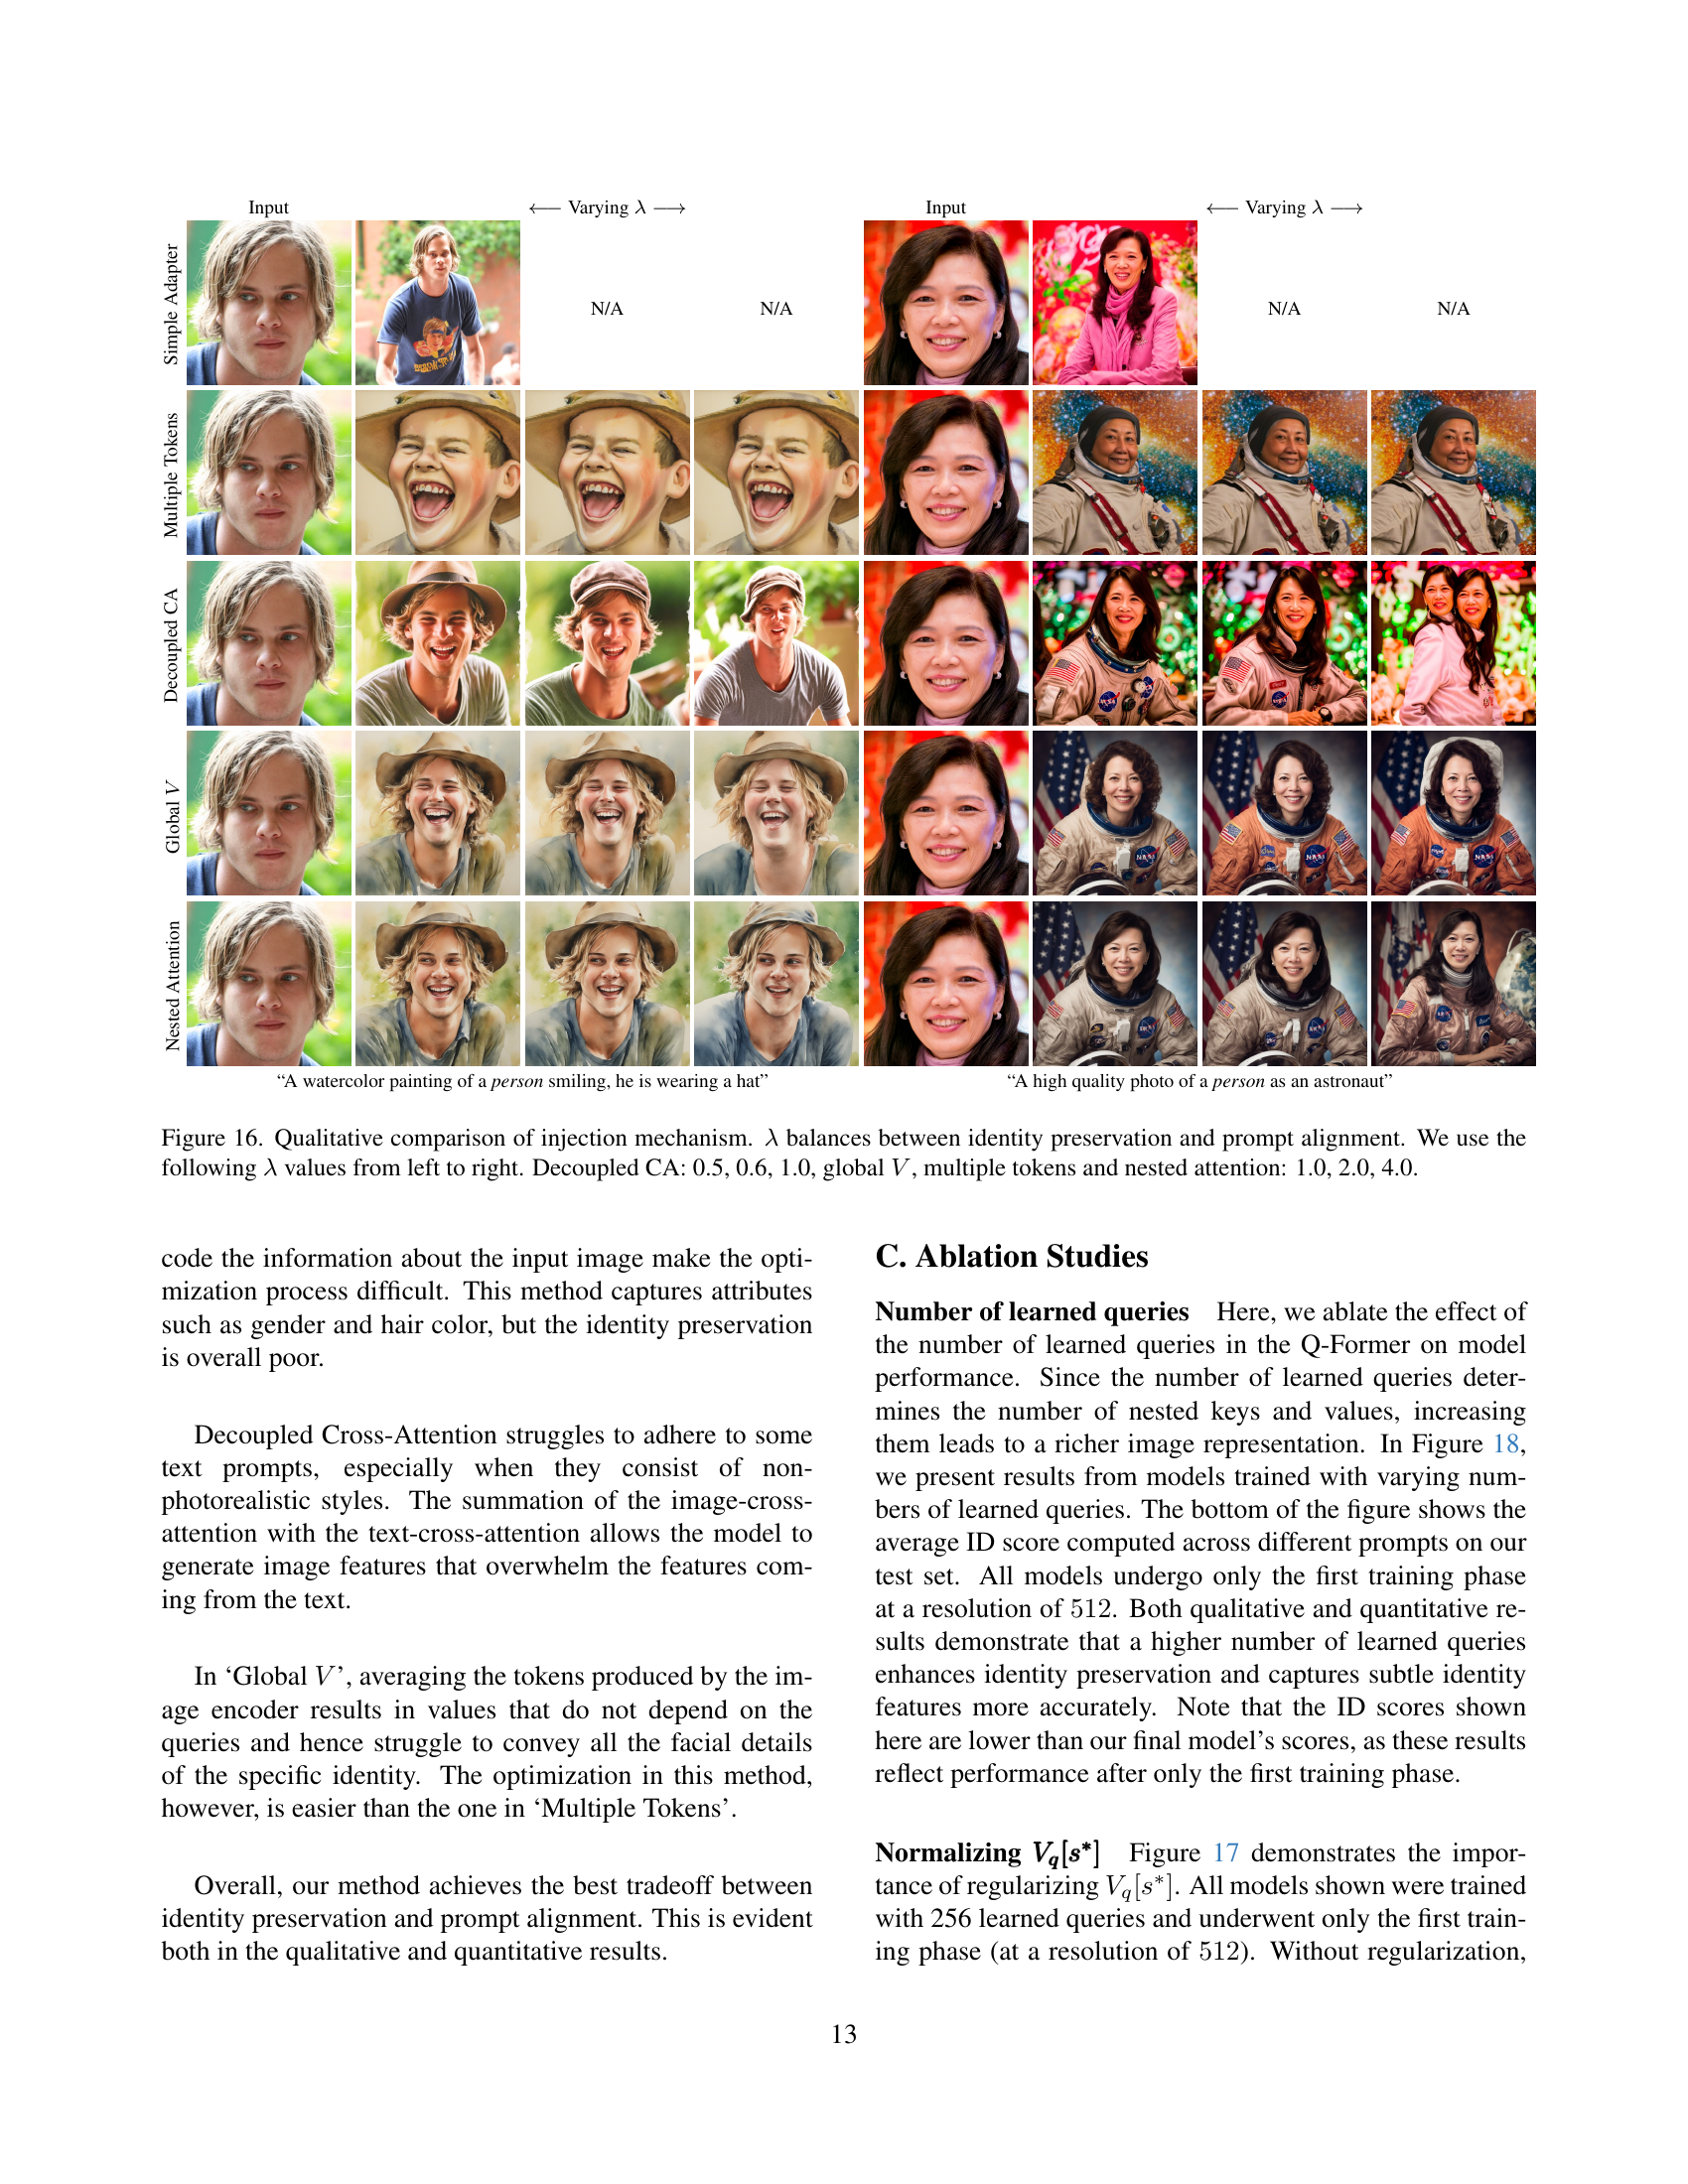 Input
←— Varying λ —→
Input
←— Varying λ —→
Simple Adapter
N/A
N/A
N/A
N/A
Multiple Tokens
Decoupled CA
Global V
Nested Attention
“A watercolor painting of a person smiling, he is wearing a hat”
“A high quality photo of a person as an astronaut”
Figure 16. Qualitative comparison of injection mechanism. λ balances between identity preservation and prompt alignment. We use the
following λ values from left to right. Decoupled CA: 0.5, 0.6, 1.0, global V, multiple tokens and nested attention: 1.0, 2.0, 4.0.
code the information about the input image make the opti-
mization process difficult. This method captures attributes
such as gender and hair color, but the identity preservation
is overall poor.
Decoupled Cross-Attention struggles to adhere to some
text prompts, especially when they consist of non-
photorealistic styles. The summation of the image-cross-
attention with the text-cross-attention allows the model to
generate image features that overwhelm the features com-
ing from the text.
In ‘Global V’, averaging the tokens produced by the im-
age encoder results in values that do not depend on the
queries and hence struggle to convey all the facial details
of the specific identity. The optimization in this method,
however, is easier than the one in ‘Multiple Tokens’.
Overall, our method achieves the best tradeoff between
identity preservation and prompt alignment. This is evident
both in the qualitative and quantitative results.
C. Ablation Studies
Number of learned queries Here, we ablate the effect of
the number of learned queries in the Q-Former on model
performance. Since the number of learned queries deter-
mines the number of nested keys and values, increasing
them leads to a richer image representation. In Figure 18,
we present results from models trained with varying num-
bers of learned queries. The bottom of the figure shows the
average ID score computed across different prompts on our
test set. All models undergo only the first training phase
at a resolution of 512. Both qualitative and quantitative re-
sults demonstrate that a higher number of learned queries
enhances identity preservation and captures subtle identity
features more accurately. Note that the ID scores shown
here are lower than our final model’s scores, as these results
reflect performance after only the first training phase.
Normalizing V_q[s*] Figure 17 demonstrates the impor-
tance of regularizing V_q[s*]. All models shown were trained
with 256 learned queries and underwent only the first train-
ing phase (at a resolution of 512). Without regularization,
13